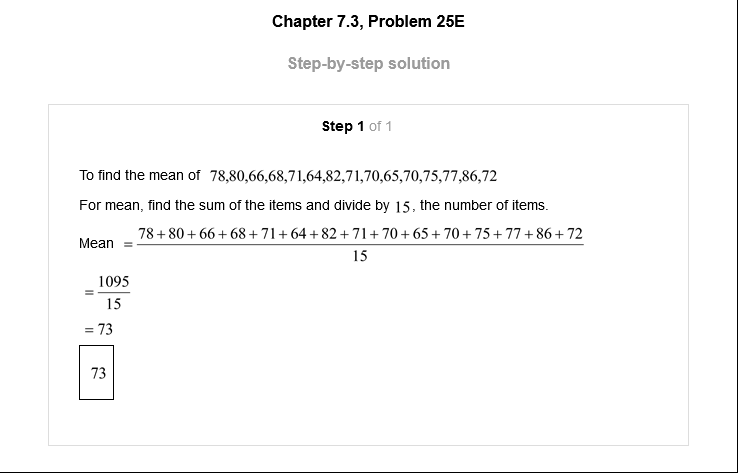 Chapter 7.3, Problem 25E
Step-by-step solution
Step 1 of 1
To find the mean of 78,80,66,68,71,64,82,71,70,65,70,75,77,86,72
For mean, find the sum of the items and divide by 15, the number of items.
Mean = 78+80+66+68+71+64+82+71+70+65+70+75+77+86+72
15
= 1095
15
= 73
73